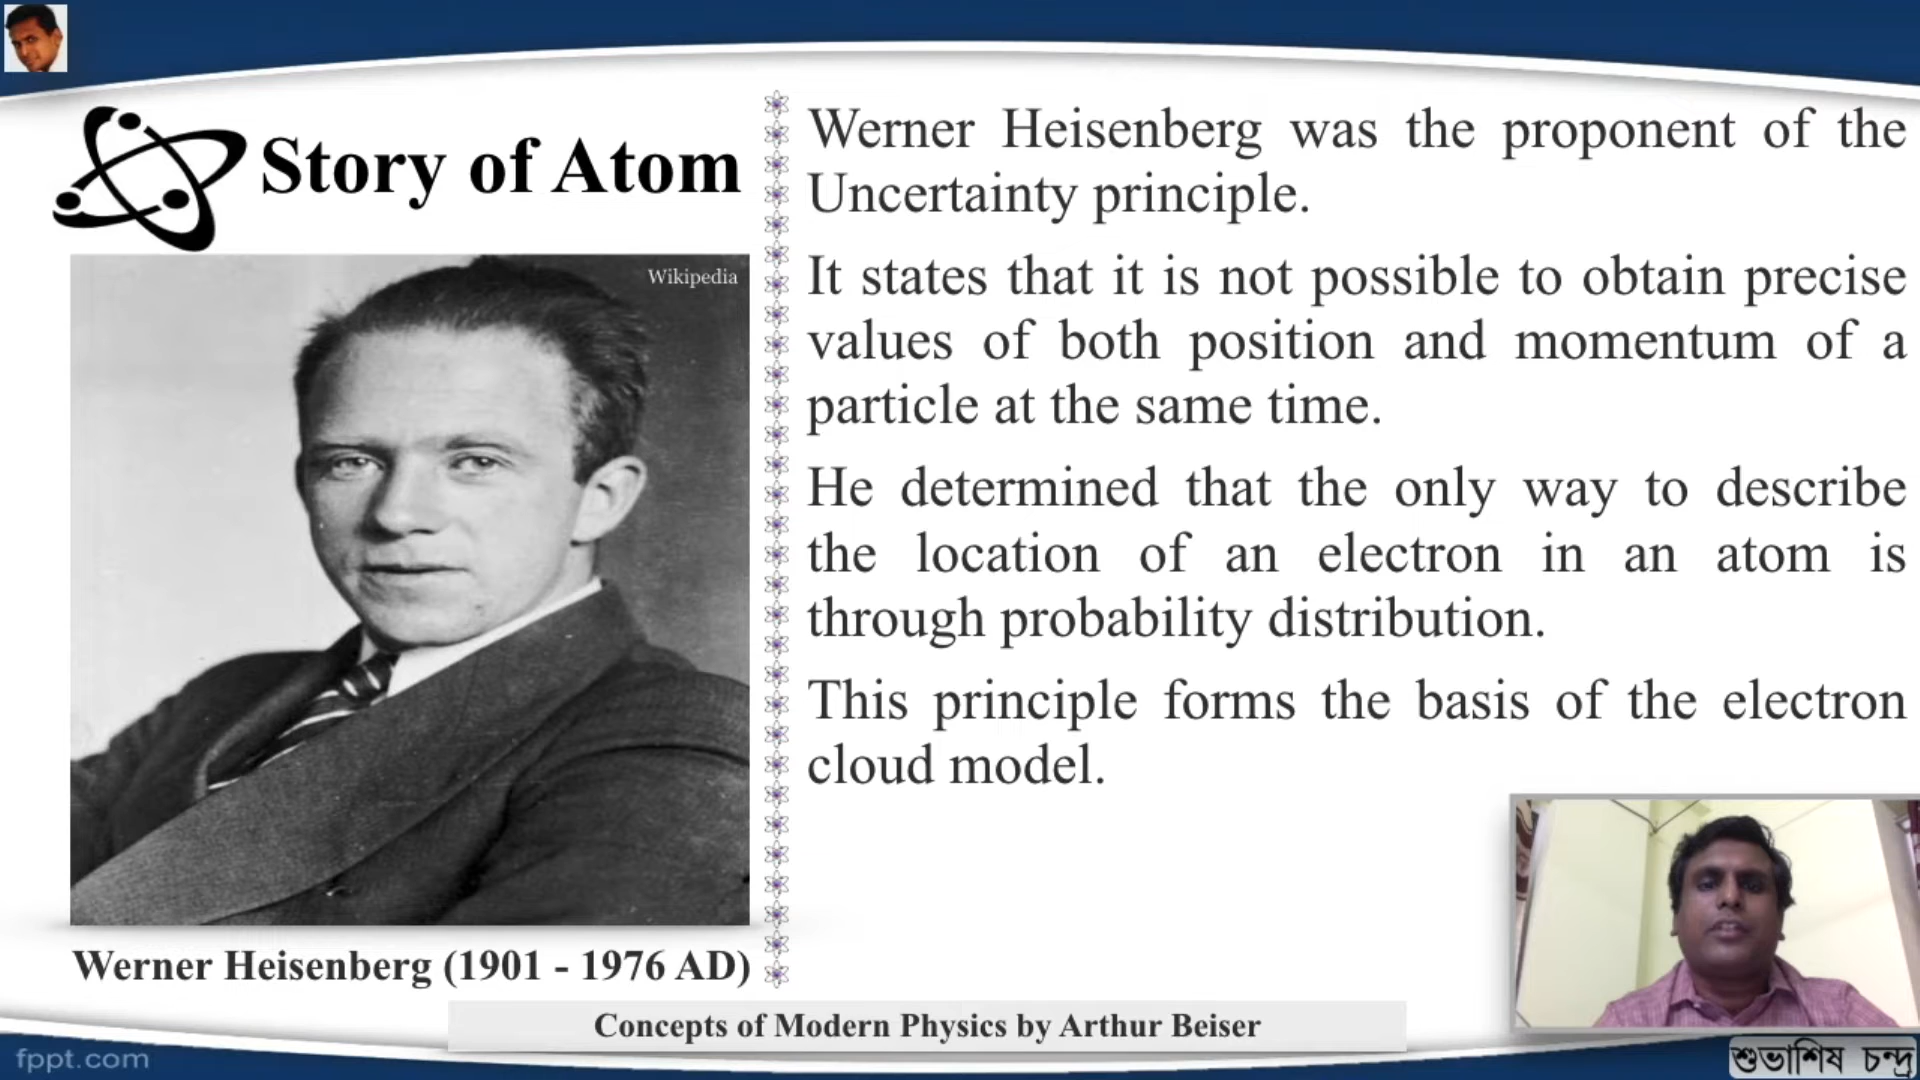 Story of Atom
Wikipedia
Werner Heisenberg (1901 - 1976 AD)
Werner Heisenberg was the proponent of the
Uncertainty principle.
It states that it is not possible to obtain precise
values of both position and momentum of a
particle at the same time.
He determined that the only way to describe
the location of an electron in an atom is
through probability distribution.
This principle forms the basis of the electron
cloud model.
Concepts of Modern Physics by Arthur Beiser
fppt.com
শুভাশিষ চন্দ্র